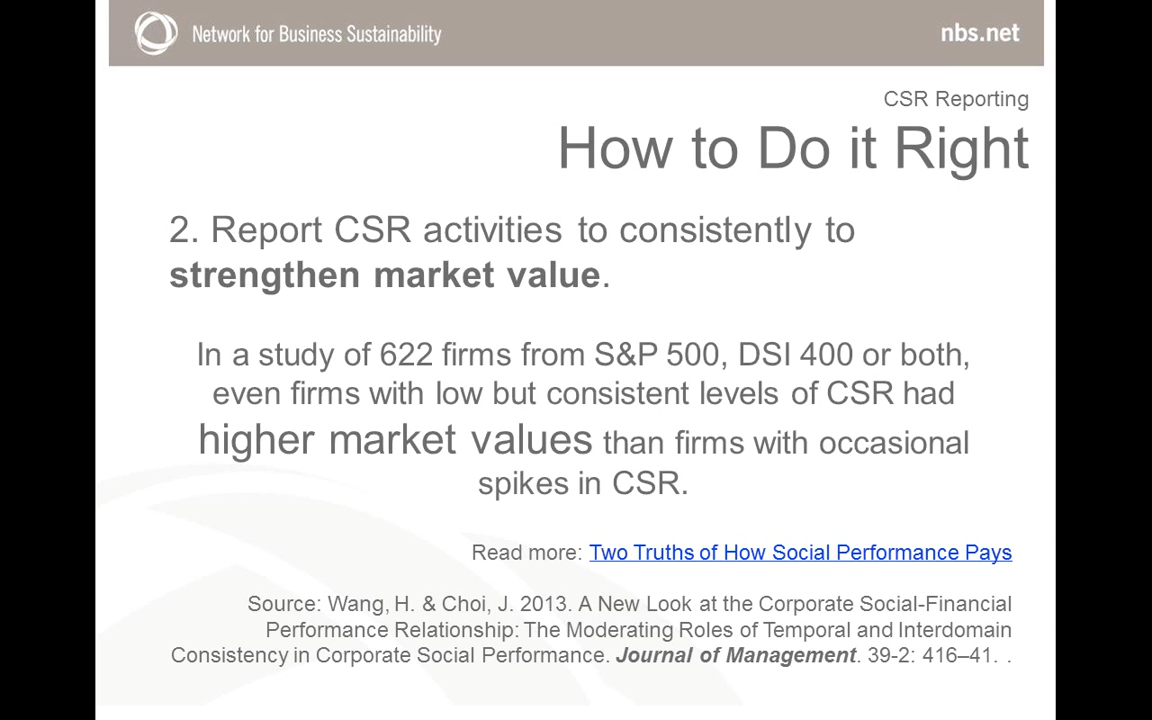 Network for Business Sustainability
nbs.net
CSR Reporting
How to Do it Right
2. Report CSR activities to consistently to
strengthen market value.
In a study of 622 firms from S&P 500, DSI 400 or both,
even firms with low but consistent levels of CSR had
higher market values than firms with occasional
spikes in CSR.
Read more: Two Truths of How Social Performance Pays
Source: Wang, H. & Choi, J. 2013. A New Look at the Corporate Social-Financial
Performance Relationship: The Moderating Roles of Temporal and Interdomain
Consistency in Corporate Social Performance. Journal of Management. 39-2: 416–41. .